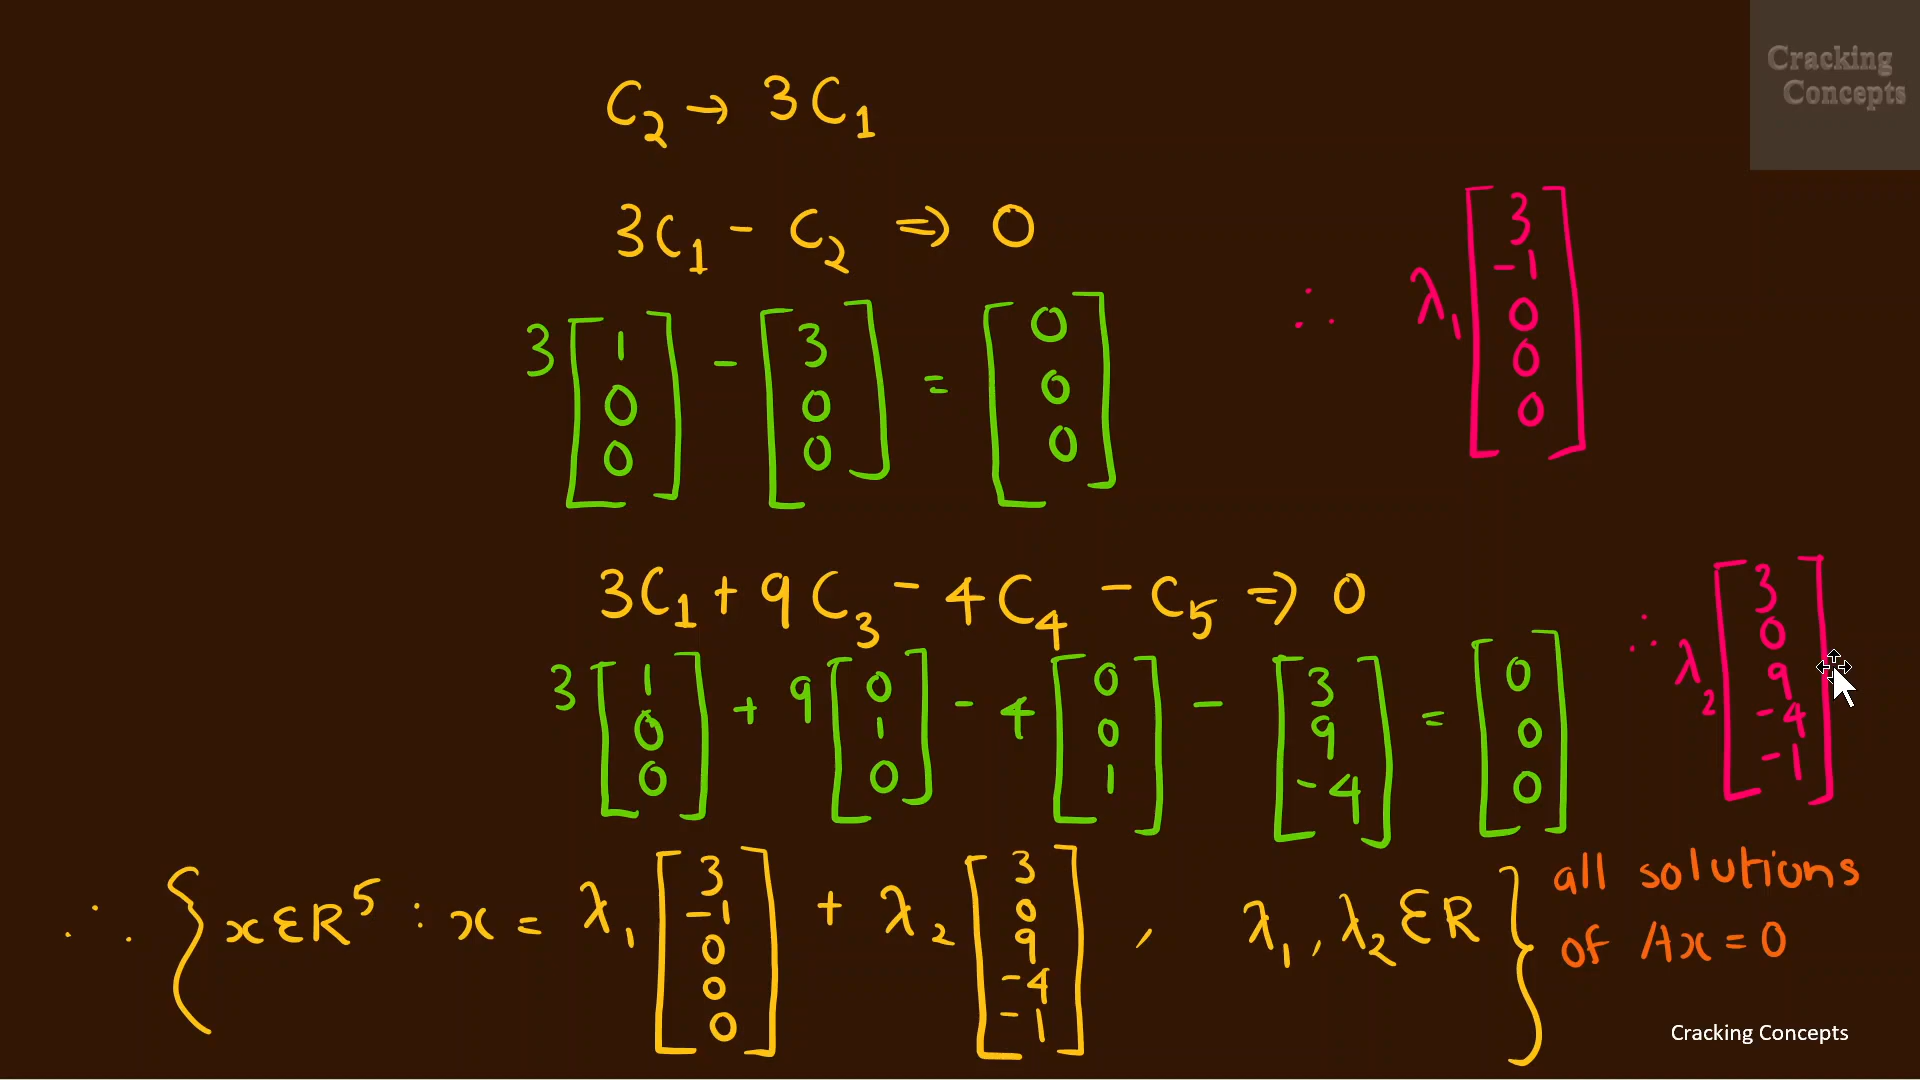 Cracking
Concepts
C₂ → 3C₁
3C₁ - C₂ ⇒ 0
3 [1 0 0] - [3 0 0] = [0 0 0]
∴ λ₁ [3 -1 0 0 0]
3C₁ + 9C₃ - 4C₄ - C₅ ⇒ 0
3 [1 0 0] + 9 [0 1 0] - 4 [0 0 1] - [3 9 -4] = [0 0 0]
∴ λ₂ [3 0 9 -4 -1]
∴ {x ∈ R⁵ : x = λ₁ [3 -1 0 0 0] + λ₂ [3 0 9 -4 -1] , λ₁, λ₂ ∈ R}
all solutions
of Ax = 0
Cracking Concepts